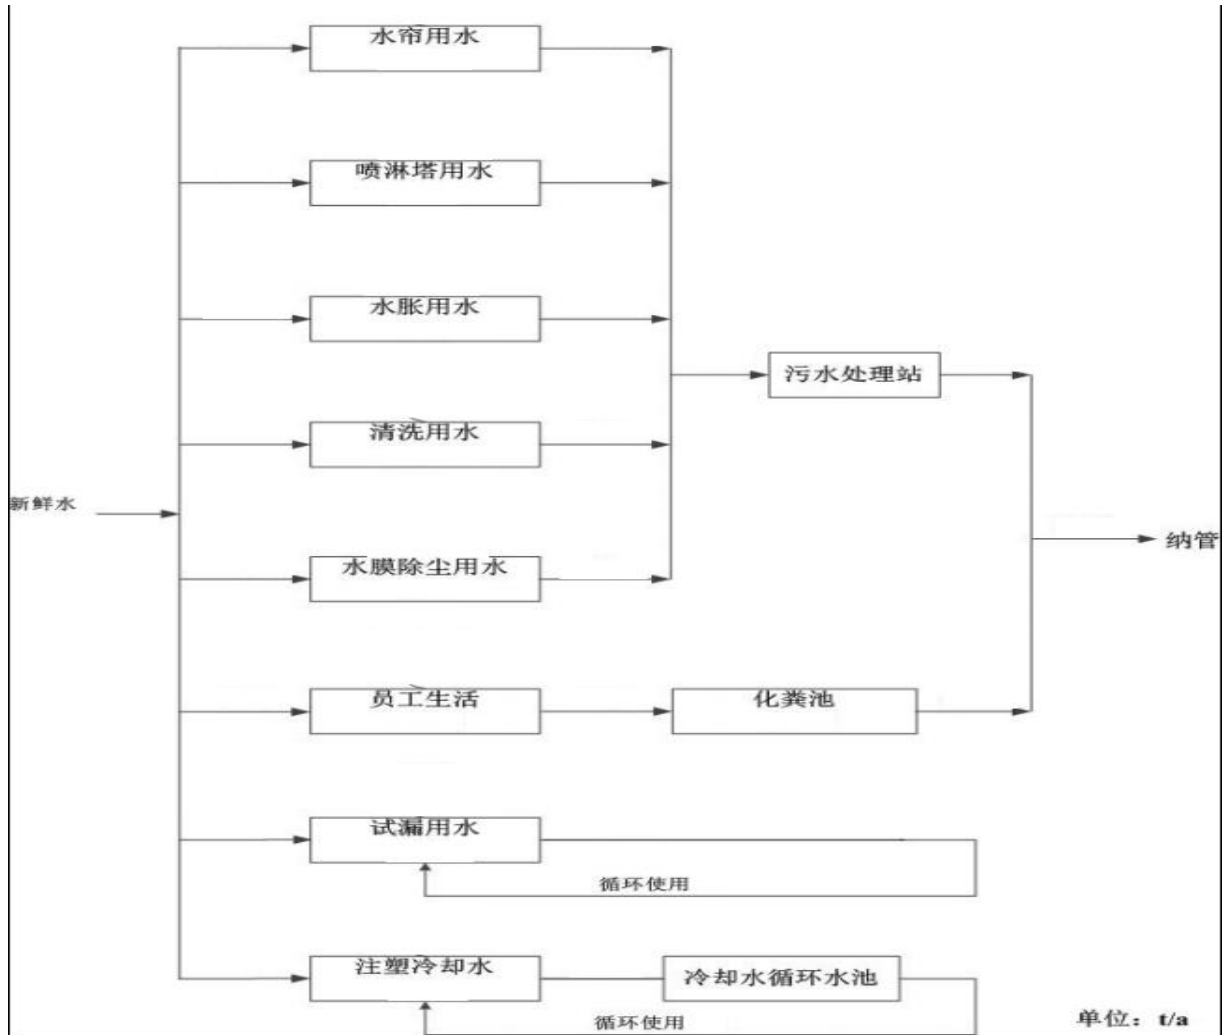 水帘用水
喷淋塔用水
水胀用水
污水处理站
清洗用水
新鲜水
纳管
水膜除尘用水
员工生活
化粪池
试漏用水
循环使用
注塑冷却水
冷却水循环水池
循环使用
单位：t/a